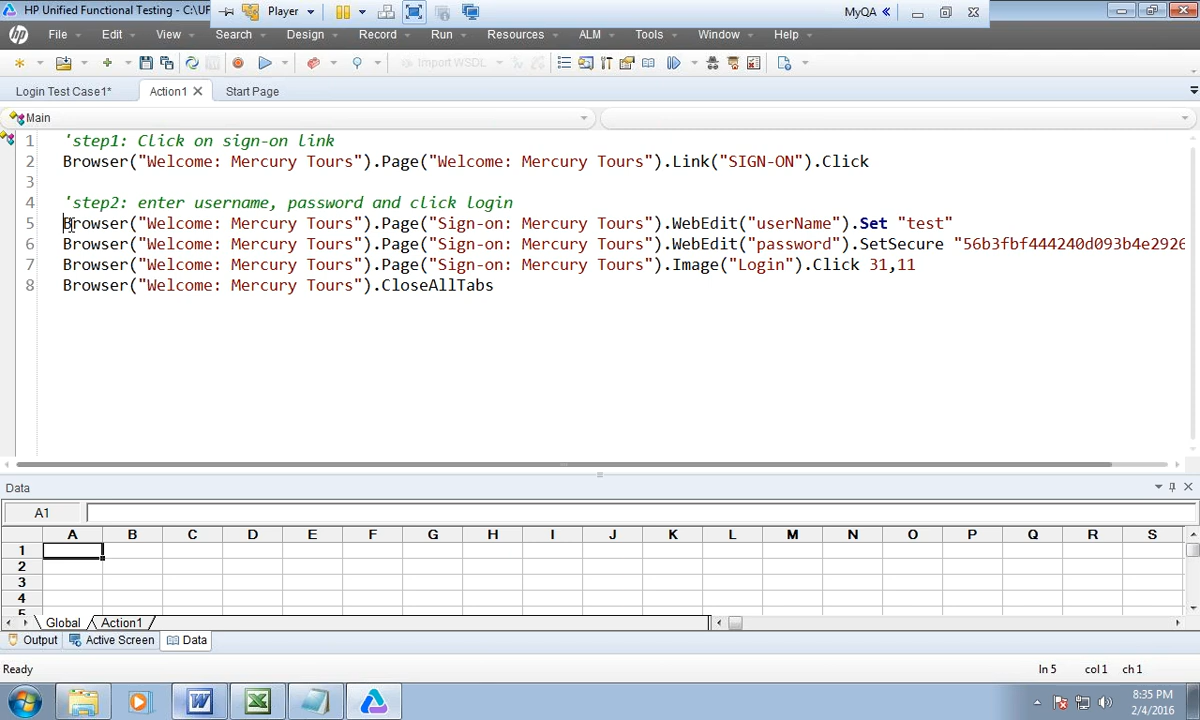 HP Unified Functional Testing - C:\UF
Player
MyQA «
hp
File Edit View Search Design Record Run Resources ALM Tools Window Help
Import WSDL
Login Test Case1*
Action1
Start Page
Main
1 'step1: Click on sign-on link
2 Browser("Welcome: Mercury Tours").Page("Welcome: Mercury Tours").Link("SIGN-ON").Click
3
4 'step2: enter username, password and click login
5 Browser("Welcome: Mercury Tours").Page("Sign-on: Mercury Tours").WebEdit("userName").Set "test"
6 Browser("Welcome: Mercury Tours").Page("Sign-on: Mercury Tours").WebEdit("password").SetSecure "56b3fbf444240d093b4e2926
7 Browser("Welcome: Mercury Tours").Page("Sign-on: Mercury Tours").Image("Login").Click 31,11
8 Browser("Welcome: Mercury Tours").CloseAllTabs
Data
A1
A B C D E F G H I J K L M N O P Q R S
1
2
3
4
5
Global Action1
Output Active Screen Data
Ready
ln 5 col 1 ch 1
8:35 PM
2/4/2016